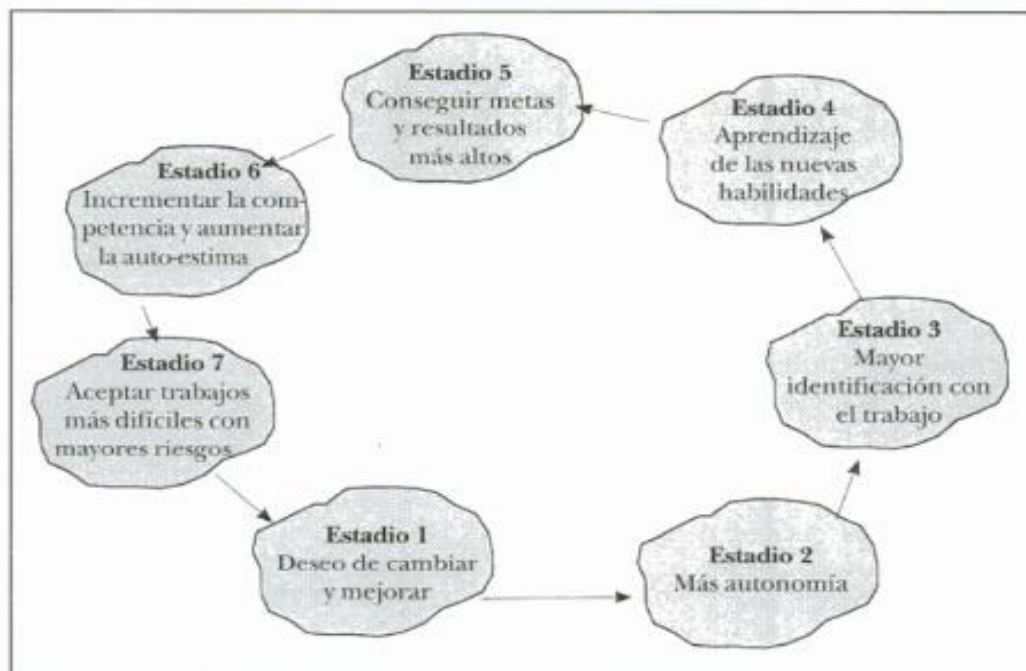 Estadio 5
Conseguir metas
y resultados
más altos
Estadio 4
Aprendizaje
de las nuevas
habilidades
Estadio 6
Incrementar la com-
petencia y aumentar
la auto-estima
Estadio 3
Mayor
identificación con
el trabajo
Estadio 7
Aceptar trabajos
más difíciles con
mayores riesgos
Estadio 1
Deseo de cambiar
y mejorar
Estadio 2
Más autonomía